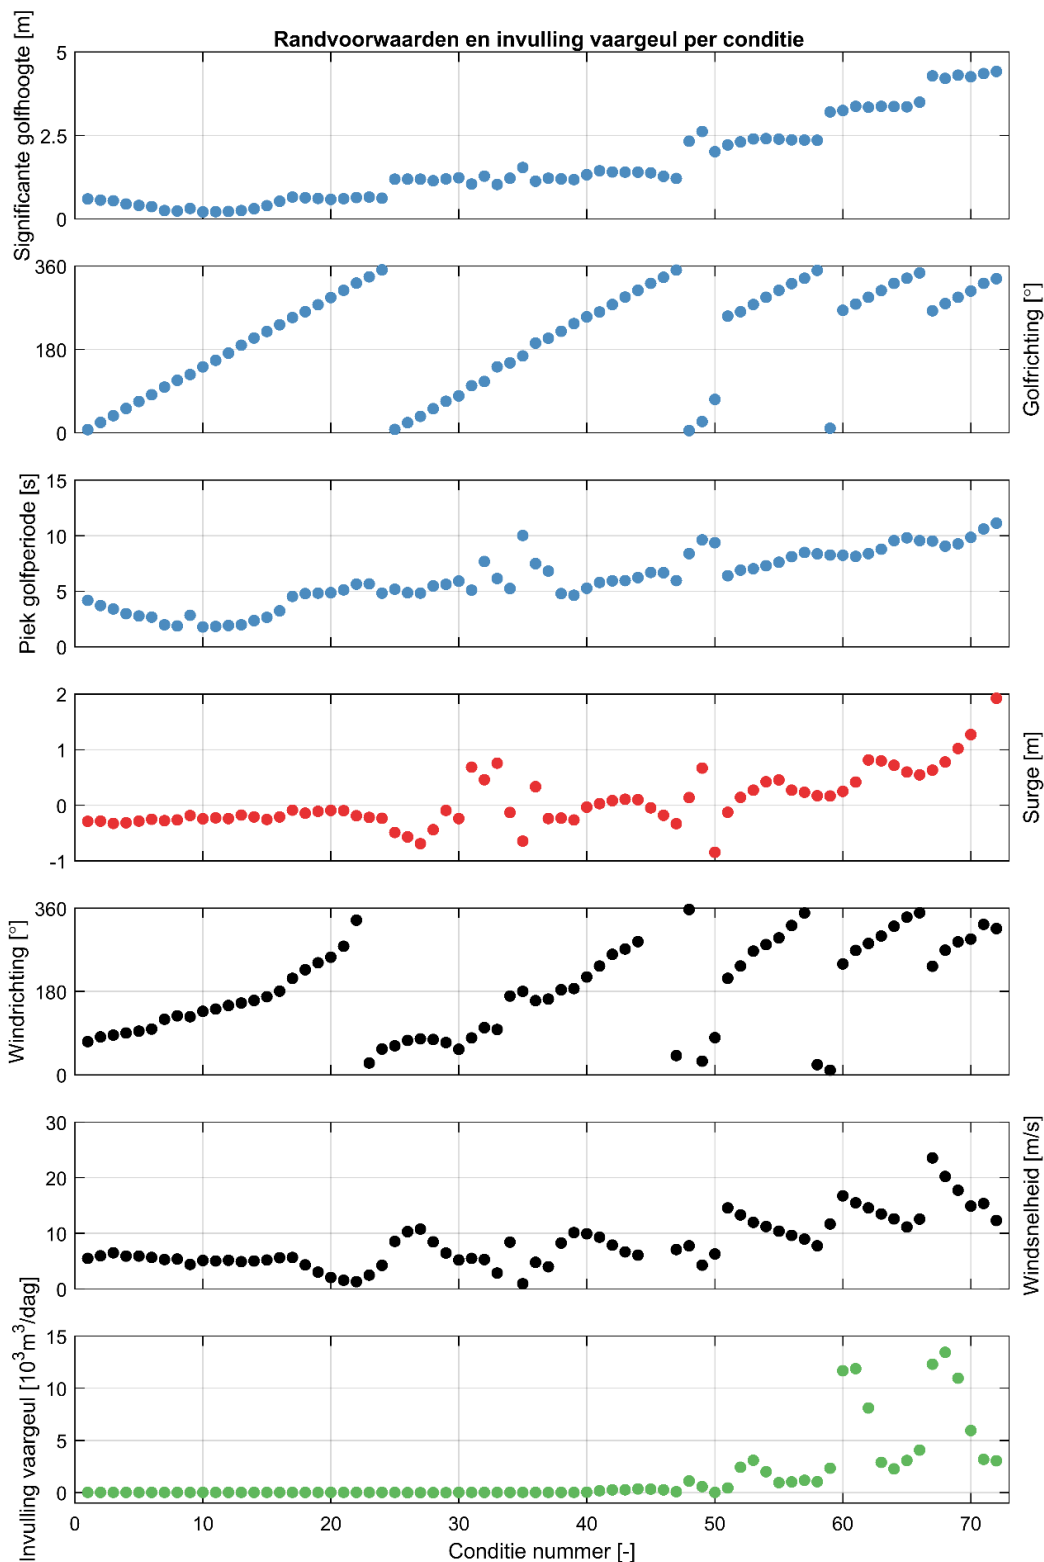 Randvoorwaarden en invulling vaargeul per conditie
Significante golfhoogte [m]
5
2.5
0
Golfrichting [°]
360
180
0
Piek golfperiode [s]
15
10
5
0
Surge [m]
2
1
0
-1
Windrichting [°]
360
180
0
Windsnelheid [m/s]
30
20
10
0
Invulling vaargeul [10³m³/dag]
15
10
5
0
0 10 20 30 40 50 60 70
Conditie nummer [-]